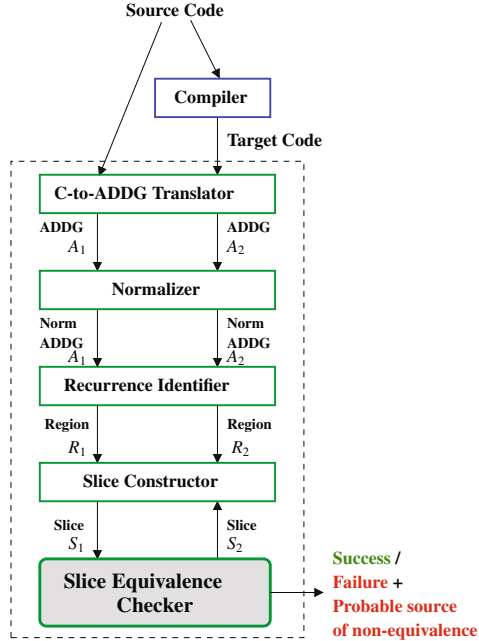 Source Code
Compiler
Target Code
C-to-ADDG Translator
ADDG
A₁
ADDG
A₂
Normalizer
Norm
ADDG
A₁
Norm
ADDG
A₂
Recurrence Identifier
Region
R₁
Region
R₂
Slice Constructor
Slice
S₁
Slice
S₂
Slice Equivalence
Checker
Success /
Failure +
Probable source
of non-equivalence